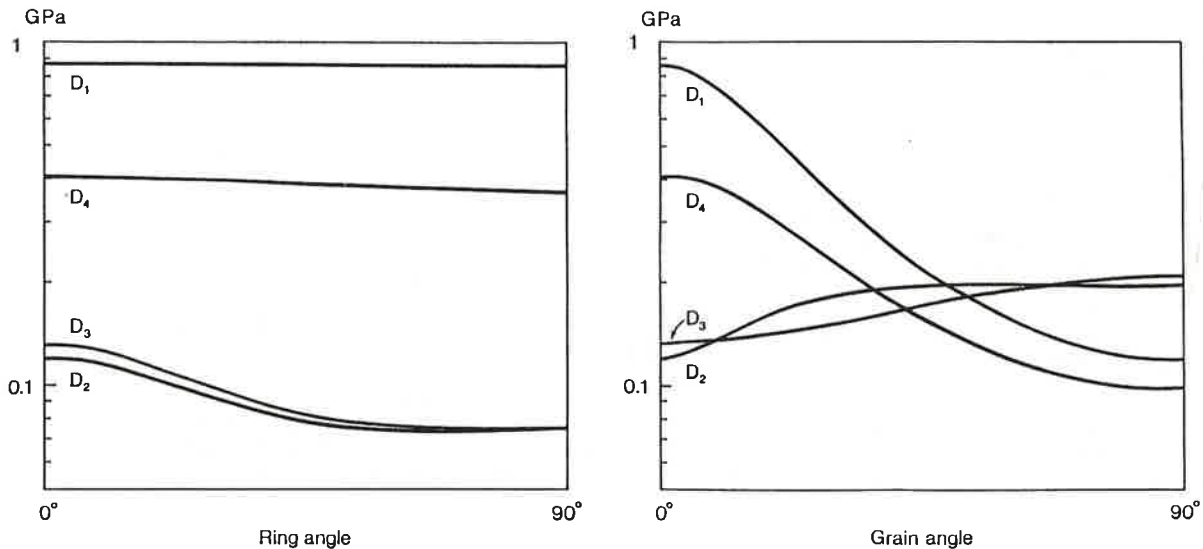 GPa
1
D₁
D₄
D₃
D₂
0.1
0°
90°
Ring angle
GPa
1
D₁
D₄
D₃
D₂
0.1
0°
90°
Grain angle